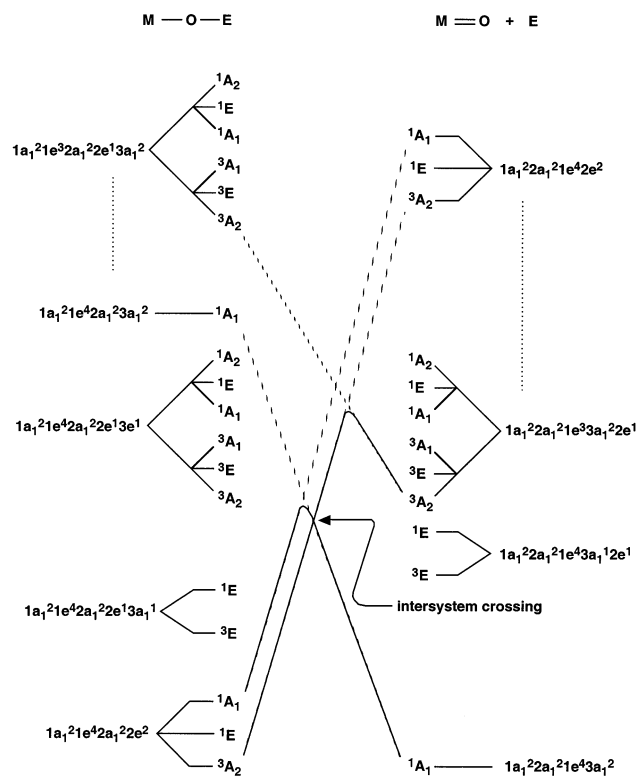 M — O — E
M = O + E
¹A₂
¹E
¹A₁
1a₁²1e³2a₁²2e¹3a₁²
³A₁
³E
³A₂
1a₁²1e⁴2a₁²3a₁² ¹A₁
¹A₂
¹E
¹A₁
1a₁²1e⁴2a₁²2e¹3e¹
³A₁
³E
³A₂
¹E
1a₁²1e⁴2a₁²2e¹3a₁¹
³E
¹A₁
1a₁²1e⁴2a₁²2e² ¹E
³A₂
¹A₁
¹E 1a₁²2a₁²1e⁴2e²
³A₂
¹A₂
¹E
¹A₁
1a₁²2a₁²1e³3a₁²2e¹
³A₁
³E
³A₂
¹E
1a₁²2a₁²1e⁴3a₁¹2e¹
³E
intersystem crossing
¹A₁ 1a₁²2a₁²1e⁴3a₁²